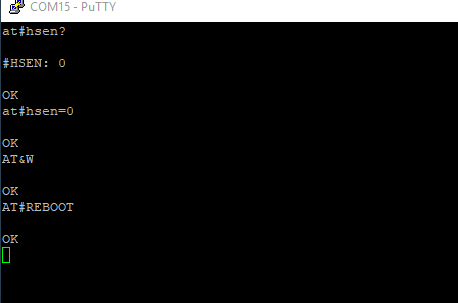 COM15 - PuTTY
at#hsen?
#HSEN: 0
OK
at#hsen=0
OK
AT&W
OK
AT#REBOOT
OK